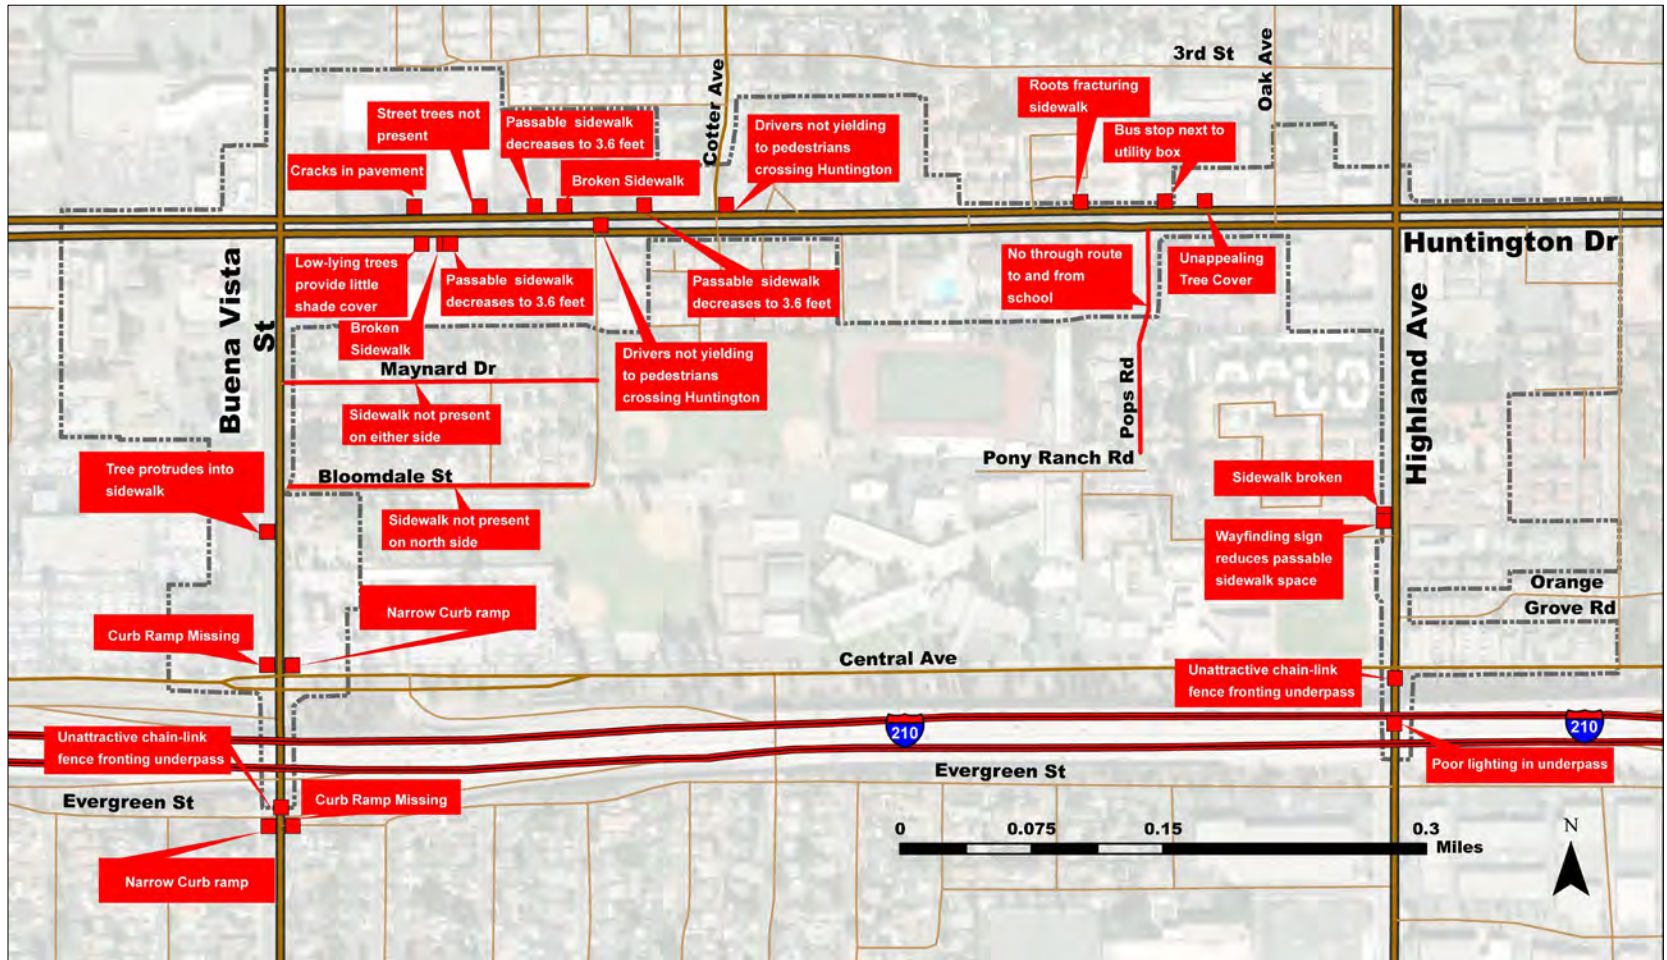 3rd St
Oak Ave
Cotter Ave
Roots fracturing
sidewalk
Street trees not
present
Passable sidewalk
decreases to 3.6 feet
Drivers not yielding
to pedestrians
crossing Huntington
Bus stop next to
utility box
Cracks in pavement
Broken Sidewalk
Huntington Dr
Buena Vista
St
Low-lying trees
provide little
shade cover
Passable sidewalk
decreases to 3.6 feet
Passable sidewalk
decreases to 3.6 feet
No through route
to and from
school
Unappealing
Tree Cover
Broken
Sidewalk
Drivers not yielding
to pedestrians
crossing Huntington
Highland Ave
Maynard Dr
Pops Rd
Sidewalk not present
on either side
Pony Ranch Rd
Tree protrudes into
sidewalk
Bloomdale St
Sidewalk broken
Sidewalk not present
on north side
Wayfinding sign
reduces passable
sidewalk space
Orange
Grove Rd
Narrow Curb ramp
Curb Ramp Missing
Central Ave
Unattractive chain-link
fence fronting underpass
210
210
Unattractive chain-link
fence fronting underpass
Poor lighting in underpass
Evergreen St
Evergreen St
Curb Ramp Missing
Narrow Curb ramp
0 0.075 0.15 0.3
Miles
N